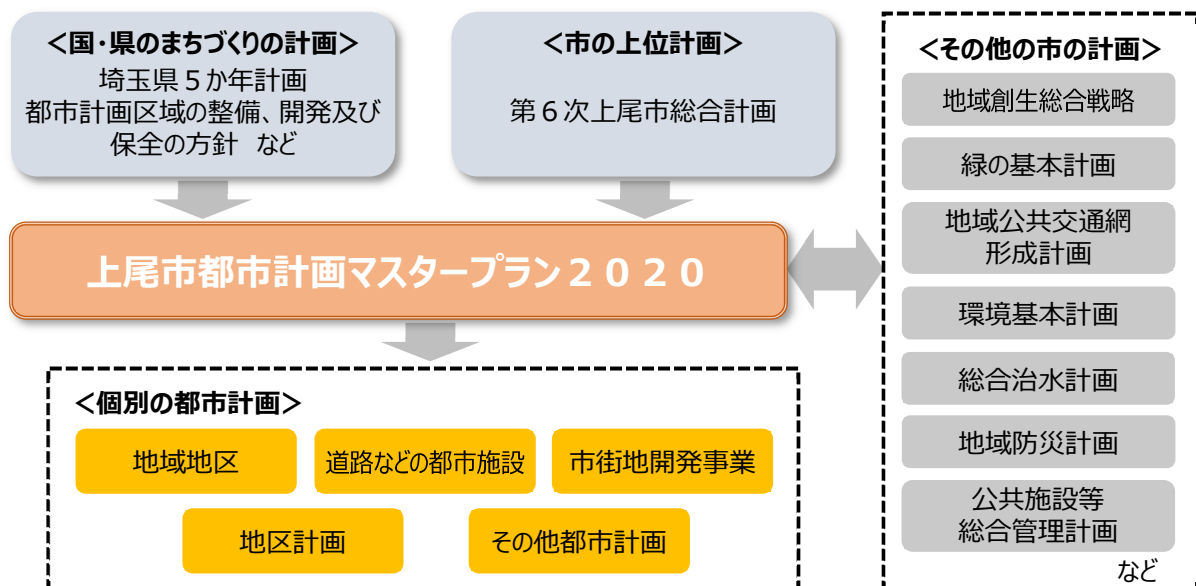 <国・県のまちづくりの計画>
埼玉県５か年計画
都市計画区域の整備、開発及び
保全の方針　など
<市の上位計画>
第６次上尾市総合計画
上尾市都市計画マスタープラン２０２０
<個別の都市計画>
地域地区
道路などの都市施設
市街地開発事業
地区計画
その他都市計画
<その他の市の計画>
地域創生総合戦略
緑の基本計画
地域公共交通網
形成計画
環境基本計画
総合治水計画
地域防災計画
公共施設等
総合管理計画
など